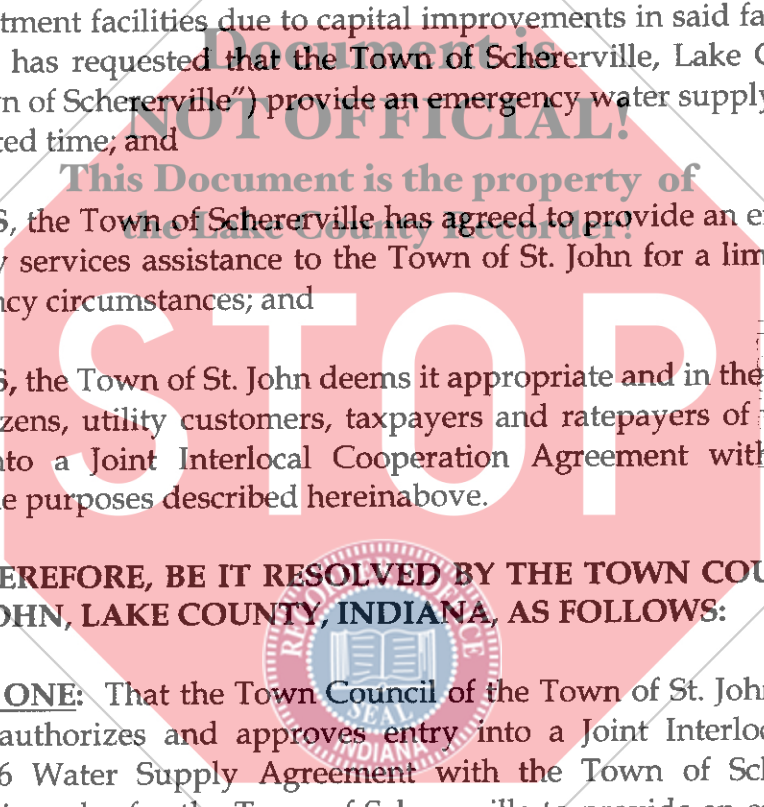 tment facilities due to capital improvements in said fa
Document is
has requested that the Town of Schererville, Lake C
n of Schererville") provide an emergency water supply
NOT OFFICIAL!
ted time; and
This Document is the property of
S, the Town of Schererville has agreed to provide an e
the Lake County Recorder!
y services assistance to the Town of St. John for a lim
ncy circumstances; and
STOP
S, the Town of St. John deems it appropriate and in the
zens, utility customers, taxpayers and ratepayers of
nto a Joint Interlocal Cooperation Agreement with
e purposes described hereinabove.
EREFORE, BE IT RESOLVED BY THE TOWN COU
OHN, LAKE COUNTY, INDIANA, AS FOLLOWS:
SEAL
INDIANA
ONE: That the Town Council of the Town of St. Joh
authorizes and approves entry into a Joint Interloc
6 Water Supply Agreement with the Town of Sch